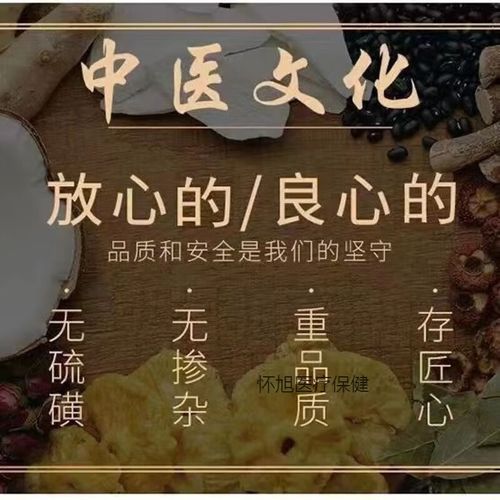 中医文化
放心的/良心的
品质和安全是我们的坚守
·无硫磺
·无掺杂
·重品质
·存匠心
怀旭医疗保健